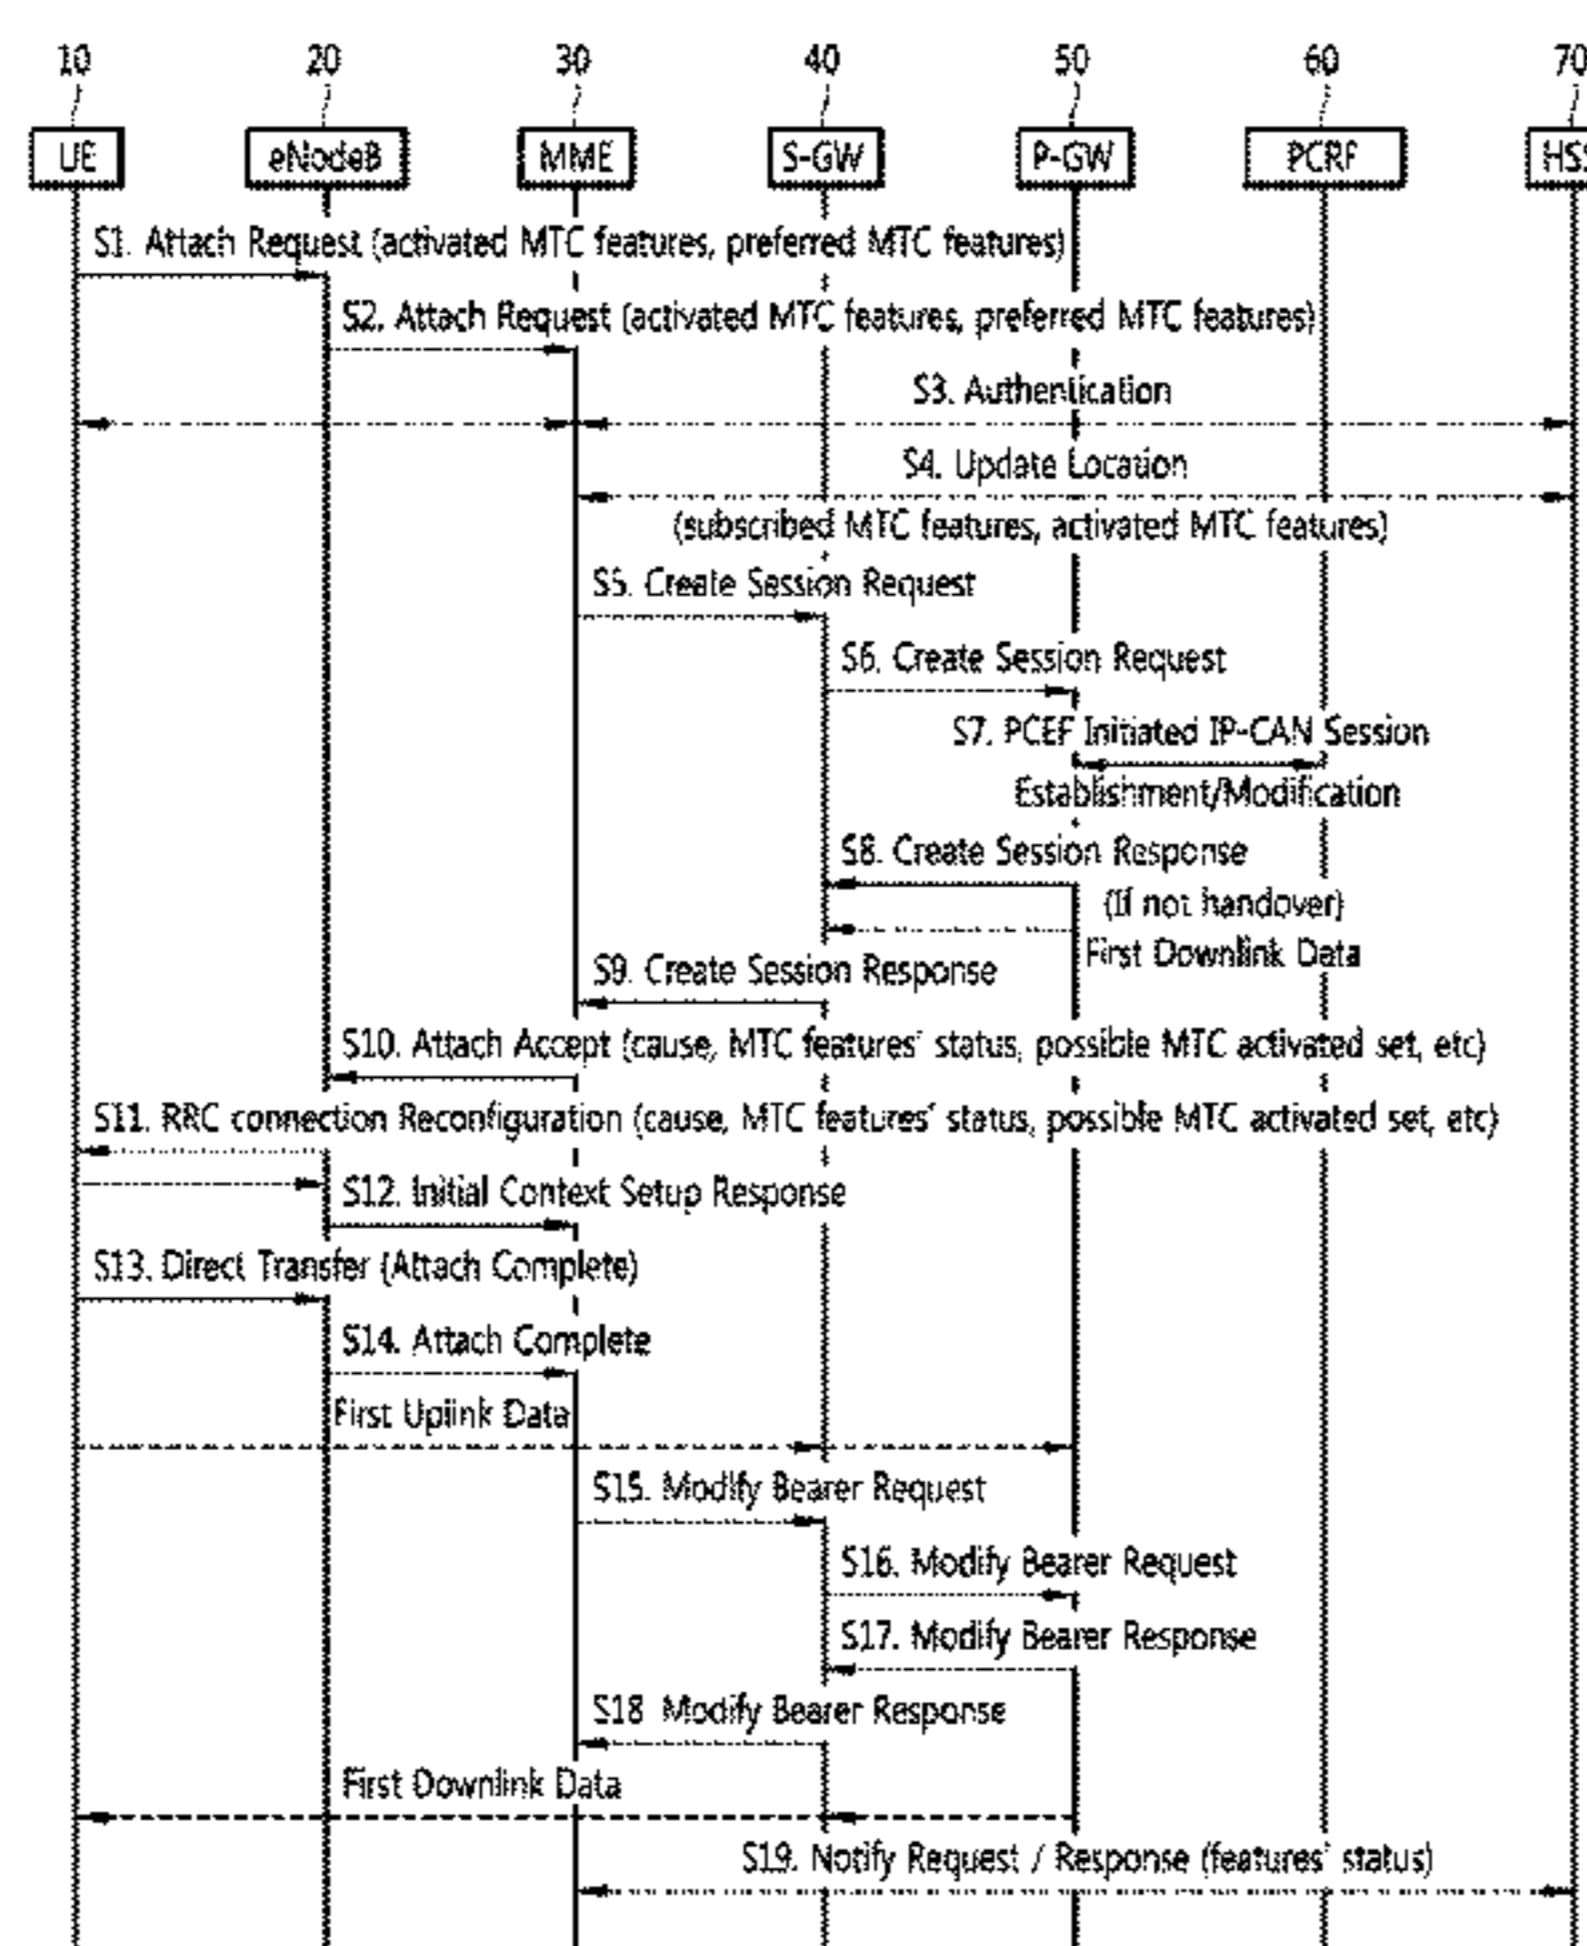 10 20 30 40 50 60 70
UE eNodeB MME S-GW P-GW PCRF HSS
S1. Attach Request (activated MTC features, preferred MTC features)
S2. Attach Request (activated MTC features, preferred MTC features)
S3. Authentication
S4. Update Location
(subscribed MTC features, activated MTC features)
S5. Create Session Request
S6. Create Session Request
S7. PCEF Initiated IP-CAN Session
Establishment/Modification
S8. Create Session Response
(If not handover)
First Downlink Data
S9. Create Session Response
S10. Attach Accept (cause, MTC features' status, possible MTC activated set, etc)
S11. RRC connection Reconfiguration (cause, MTC features' status, possible MTC activated set, etc)
S12. Initial Context Setup Response
S13. Direct Transfer (Attach Complete)
S14. Attach Complete
First Uplink Data
S15. Modify Bearer Request
S16. Modify Bearer Request
S17. Modify Bearer Response
S18 Modify Bearer Response
First Downlink Data
S19. Notify Request / Response (features' status)